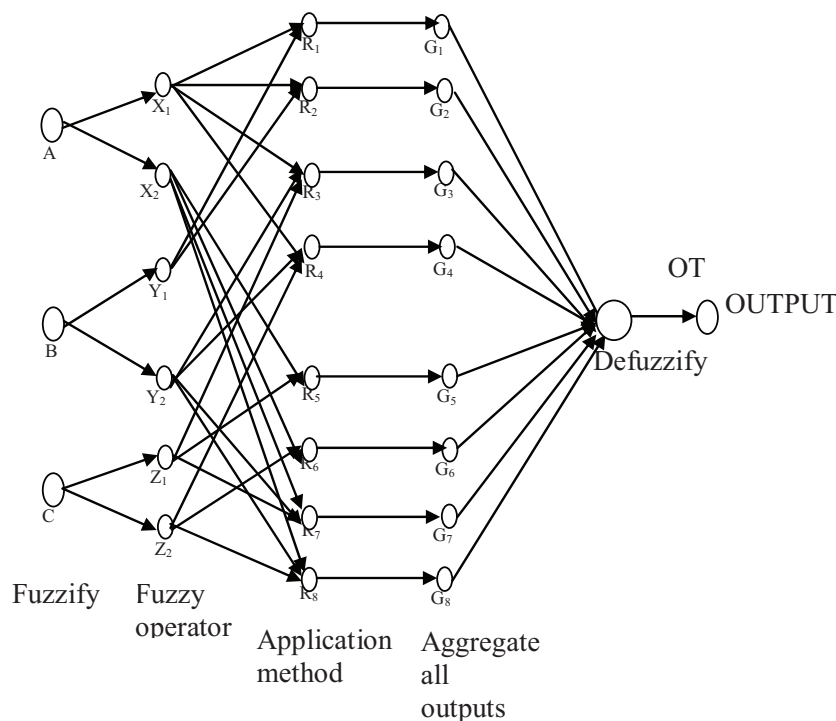 R1
G1
X1
R2
G2
A
X2
R3
G3
Y1
R4
G4
OT
OUTPUT
B
Defuzzify
Y2
R5
G5
Z1
R6
G6
C
Z2
R7
G7
R8
G8
Fuzzify
Fuzzy
operator
Application
method
Aggregate
all
outputs